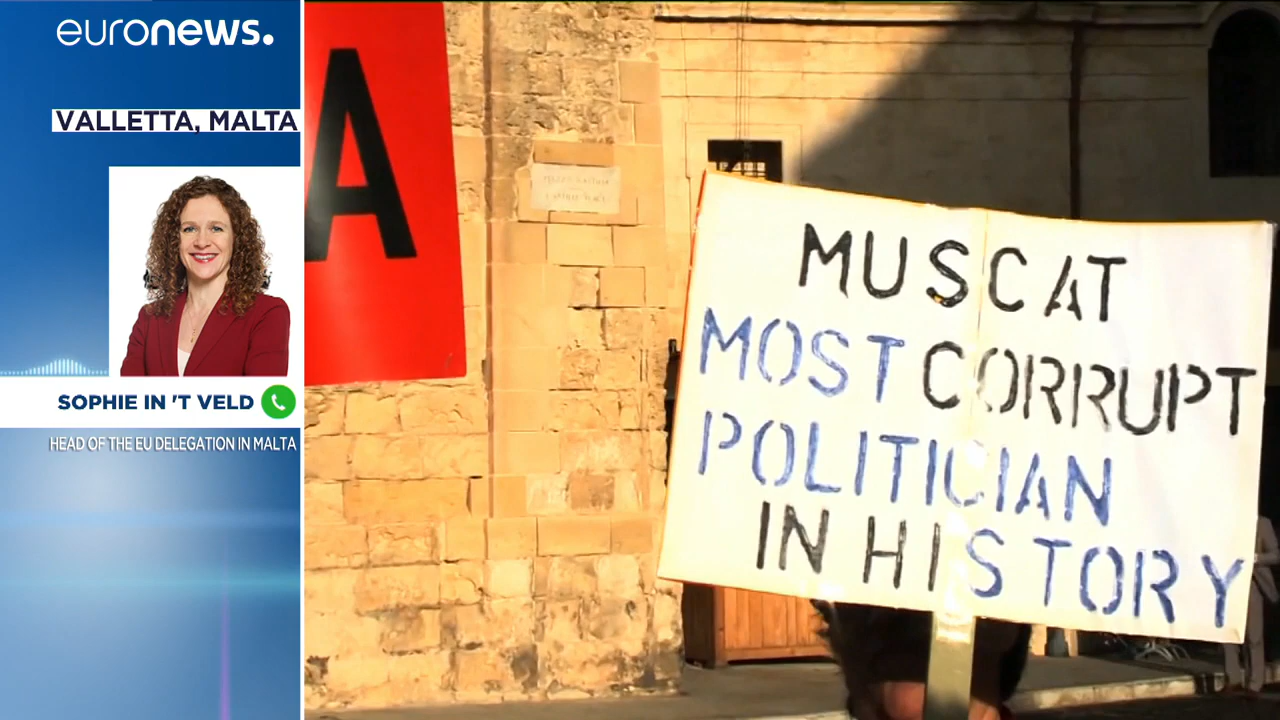 euronews.
VALLETTA, MALTA
SOPHIE IN 'T VELD
HEAD OF THE EU DELEGATION IN MALTA
A
MUSCAT
MOST CORRUPT
POLITICIAN
IN HISTORY